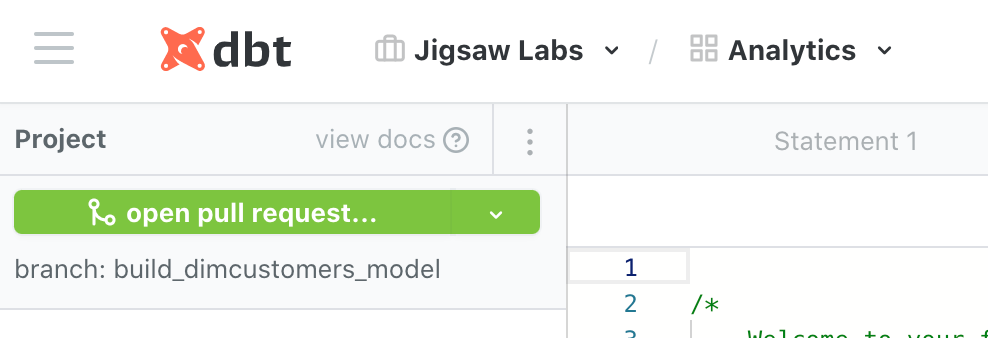 dbt
Jigsaw Labs / Analytics
Project view docs ?
Statement 1
open pull request...
branch: build_dimcustomers_model
1
2 /*
3 Welcome to your